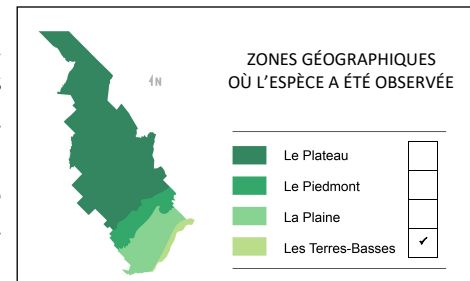 ZONES GÉOGRAPHIQUES
OÙ L'ESPÈCE A ÉTÉ OBSERVÉE
N
Le Plateau
Le Piedmont
La Plaine
Les Terres-Basses ✓